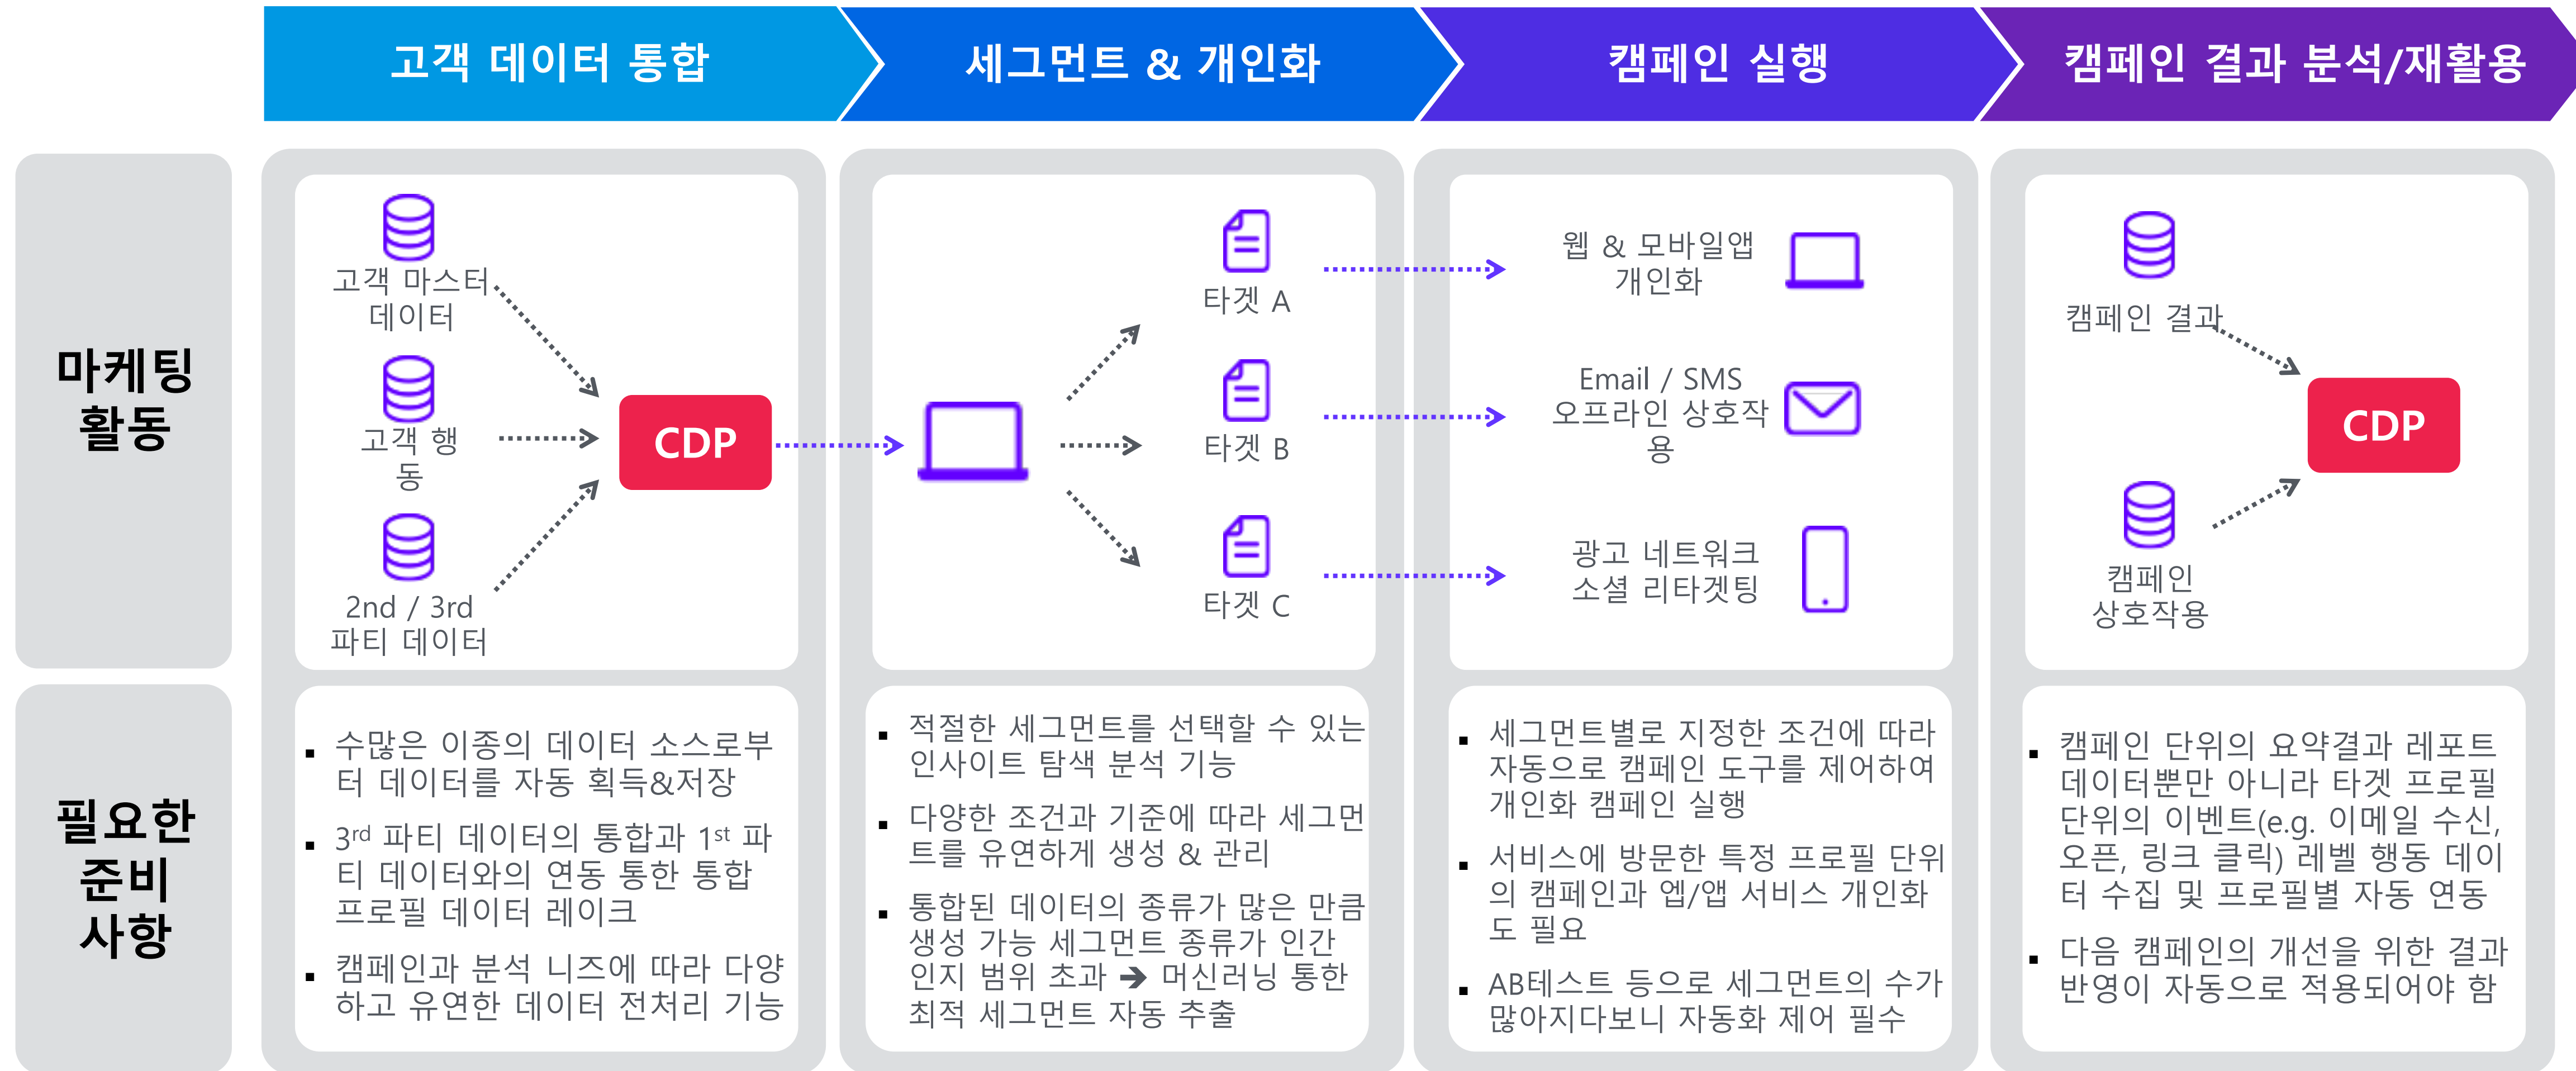 고객 데이터 통합
세그먼트 & 개인화
캠페인 실행
캠페인 결과 분석/재활용
마케팅
활동
고객 마스터
데이터
고객 행
동
2nd / 3rd
파티 데이터
CDP
타겟 A
타겟 B
타겟 C
웹 & 모바일앱
개인화
Email / SMS
오프라인 상호작
용
광고 네트워크
소셜 리타겟팅
캠페인 결과
캠페인
상호작용
CDP
필요한
준비
사항
▪ 수많은 이종의 데이터 소스로부
터 데이터를 자동 획득&저장
▪ 3rd 파티 데이터의 통합과 1st 파
티 데이터와의 연동 통한 통합
프로필 데이터 레이크
▪ 캠페인과 분석 니즈에 따라 다양
하고 유연한 데이터 전처리 기능
▪ 적절한 세그먼트를 선택할 수 있는
인사이트 탐색 분석 기능
▪ 다양한 조건과 기준에 따라 세그먼
트를 유연하게 생성 & 관리
▪ 통합된 데이터의 종류가 많은 만큼
생성 가능 세그먼트 종류가 인간
인지 범위 초과 ➔ 머신러닝 통한
최적 세그먼트 자동 추출
▪ 세그먼트별로 지정한 조건에 따라
자동으로 캠페인 도구를 제어하여
개인화 캠페인 실행
▪ 서비스에 방문한 특정 프로필 단위
의 캠페인과 엡/앱 서비스 개인화
도 필요
▪ AB테스트 등으로 세그먼트의 수가
많아지다보니 자동화 제어 필수
▪ 캠페인 단위의 요약결과 레포트
데이터뿐만 아니라 타겟 프로필
단위의 이벤트(e.g. 이메일 수신,
오픈, 링크 클릭) 레벨 행동 데이
터 수집 및 프로필별 자동 연동
▪ 다음 캠페인의 개선을 위한 결과
반영이 자동으로 적용되어야 함